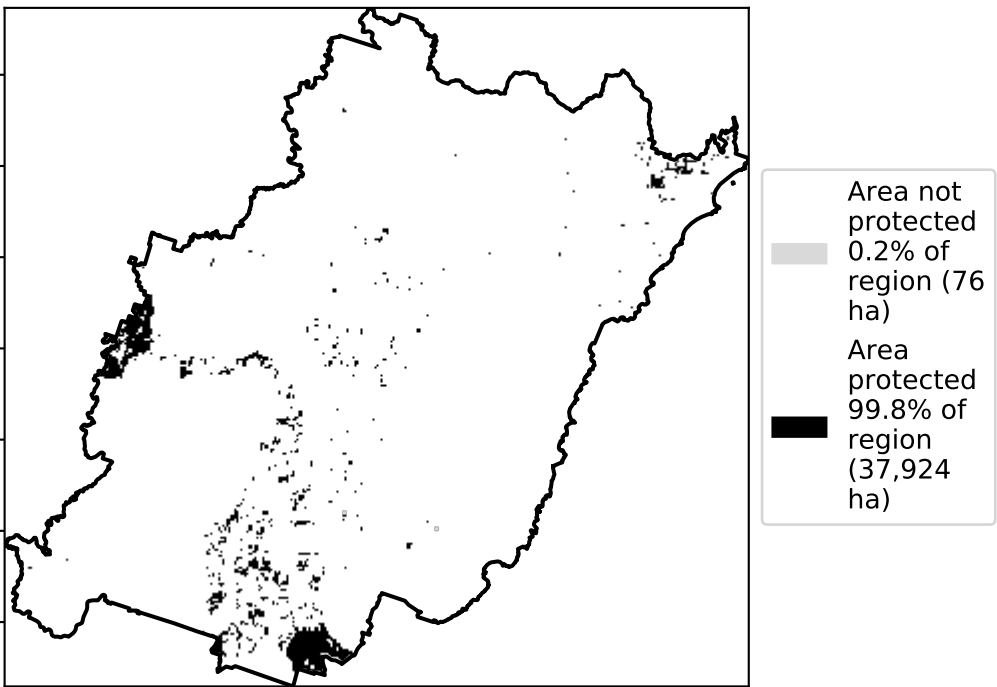 Area not
protected
0.2% of
region (76
ha)
Area
protected
99.8% of
region
(37,924
ha)